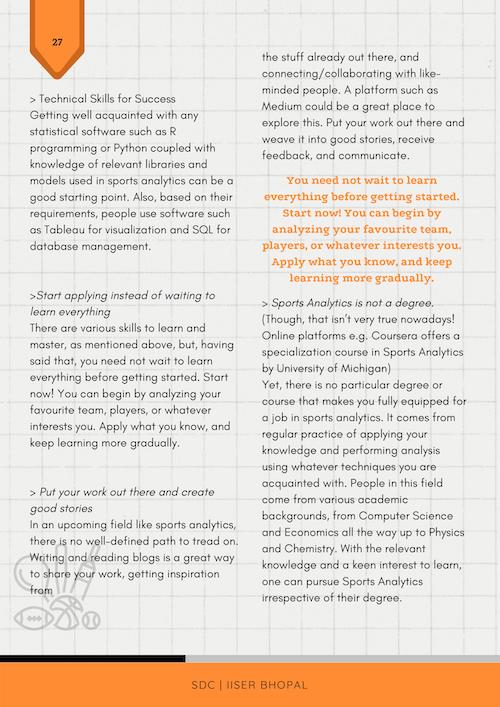 27
> Technical Skills for Success
Getting well acquainted with any
statistical software such as R
programming or Python coupled with
knowledge of relevant libraries and
models used in sports analytics can be a
good starting point. Also, based on their
requirements, people use software such
as Tableau for visualization and SQL for
database management.
>Start applying instead of waiting to
learn everything
There are various skills to learn and
master, as mentioned above, but, having
said that, you need not wait to learn
everything before getting started. Start
now! You can begin by analyzing your
favourite team, players, or whatever
interests you. Apply what you know, and
keep learning more gradually.
> Put your work out there and create
good stories
In an upcoming field like sports analytics,
there is no well-defined path to tread on.
Writing and reading blogs is a great way
to share your work, getting inspiration
from
the stuff already out there, and
connecting/collaborating with like-
minded people. A platform such as
Medium could be a great place to
explore this. Put your work out there and
weave it into good stories, receive
feedback, and communicate.
You need not wait to learn
everything before getting started.
Start now! You can begin by
analyzing your favourite team,
players, or whatever interests you.
Apply what you know, and keep
learning more gradually.
> Sports Analytics is not a degree.
(Though, that isn't very true nowadays!
Online platforms e.g. Coursera offers a
specialization course in Sports Analytics
by University of Michigan)
Yet, there is no particular degree or
course that makes you fully equipped for
a job in sports analytics. It comes from
regular practice of applying your
knowledge and performing analysis
using whatever techniques you are
acquainted with. People in this field
come from various academic
backgrounds, from Computer Science
and Economics all the way up to Physics
and Chemistry. With the relevant
knowledge and a keen interest to learn,
one can pursue Sports Analytics
irrespective of their degree.
SDC | IISER BHOPAL